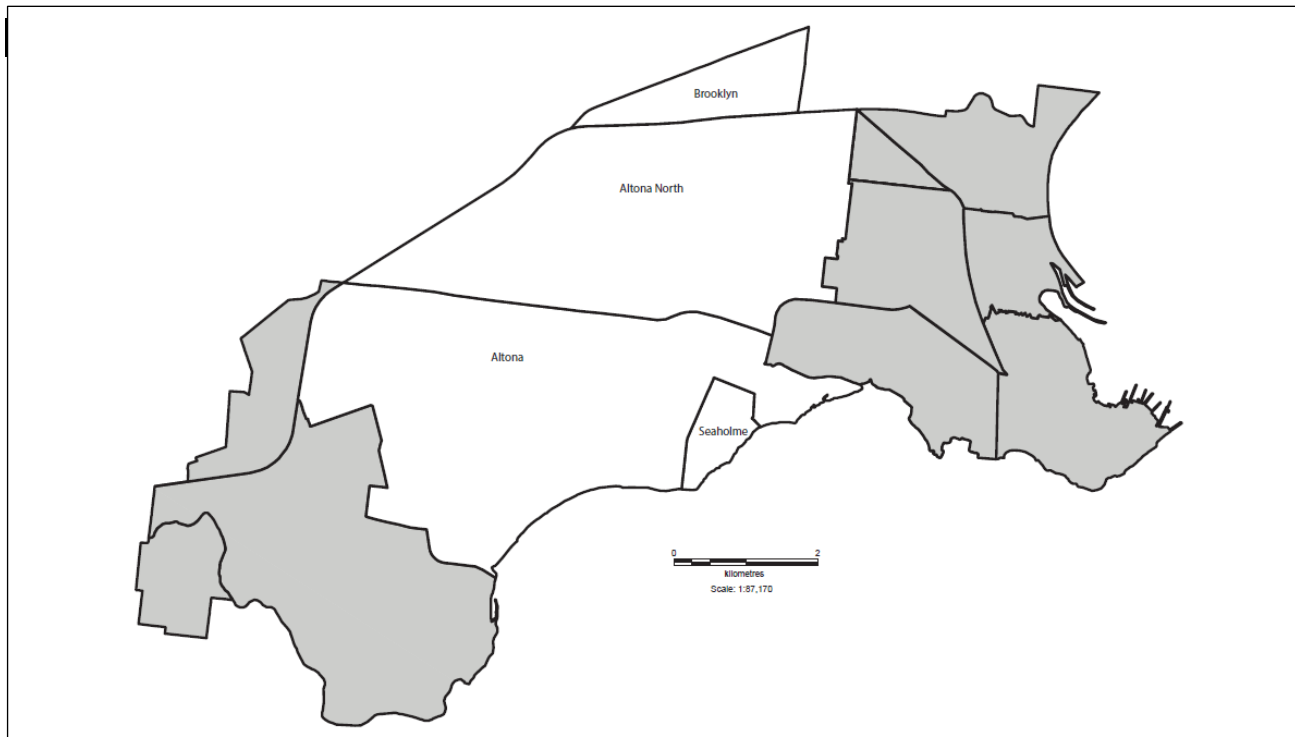 Brooklyn
Altona North
Altona
Seaholme
0 2
kilometres
Scale: 1:87,170